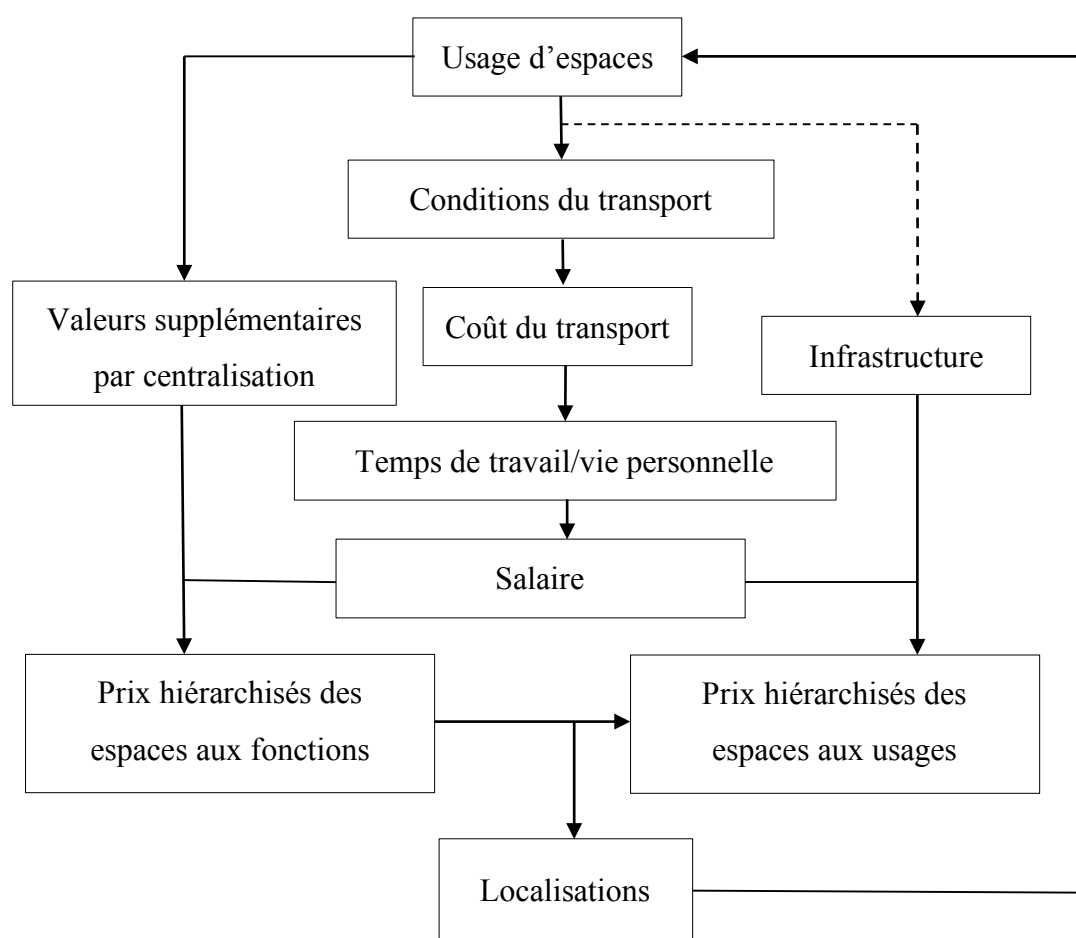 Usage d’espaces
Conditions du transport
Valeurs supplémentaires
par centralisation
Coût du transport
Infrastructure
Temps de travail/vie personnelle
Salaire
Prix hiérarchisés des
espaces aux fonctions
Prix hiérarchisés des
espaces aux usages
Localisations